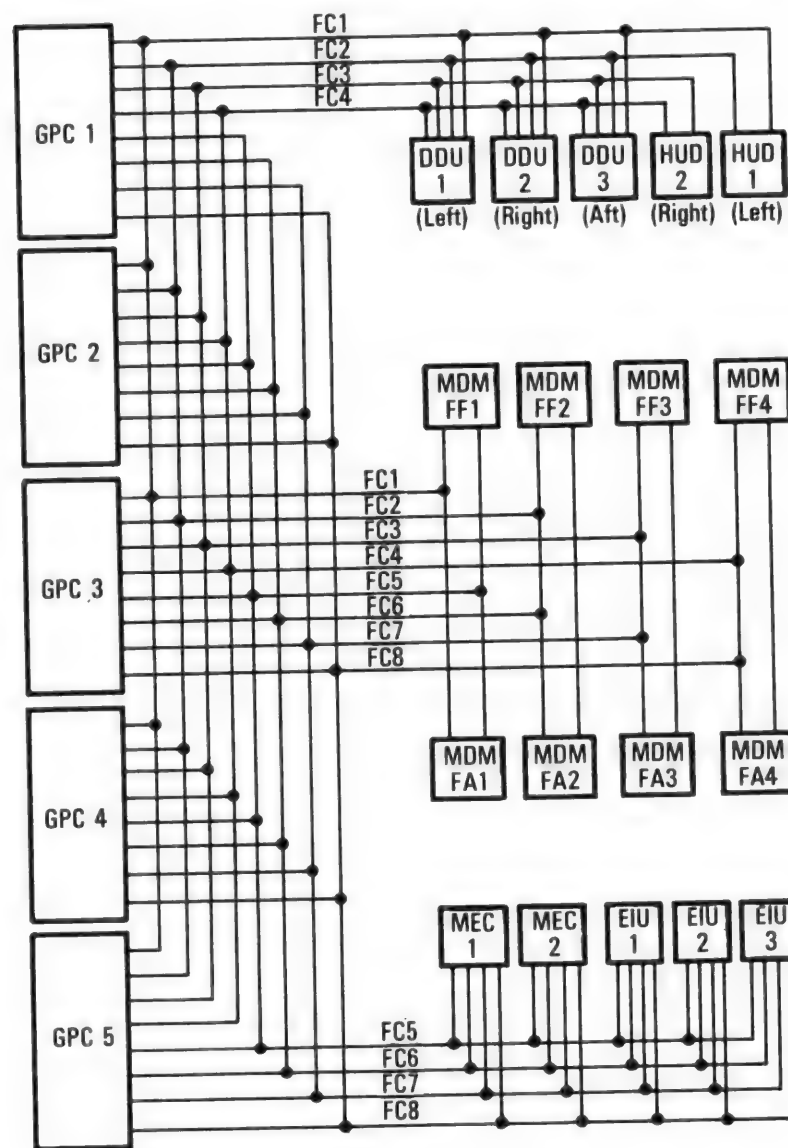 FC1
FC2
FC3
FC4
GPC 1
DDU 1 (Left)
DDU 2 (Right)
DDU 3 (Aft)
HUD 2 (Right)
HUD 1 (Left)
GPC 2
MDM FF1
MDM FF2
MDM FF3
MDM FF4
FC1
FC2
FC3
FC4
FC5
FC6
FC7
FC8
GPC 3
MDM FA1
MDM FA2
MDM FA3
MDM FA4
GPC 4
MEC 1
MEC 2
EIU 1
EIU 2
EIU 3
GPC 5
FC5
FC6
FC7
FC8